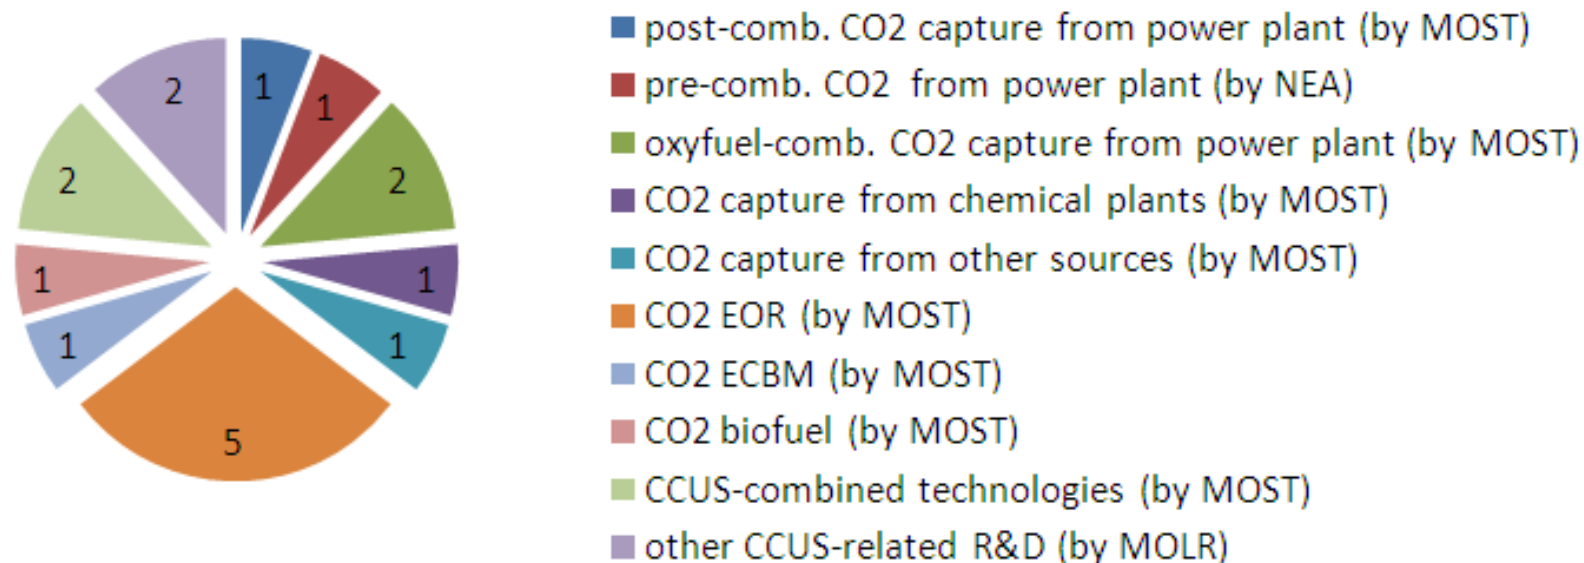 post-comb. CO2 capture from power plant (by MOST)
pre-comb. CO2 from power plant (by NEA)
oxyfuel-comb. CO2 capture from power plant (by MOST)
CO2 capture from chemical plants (by MOST)
CO2 capture from other sources (by MOST)
CO2 EOR (by MOST)
CO2 ECBM (by MOST)
CO2 biofuel (by MOST)
CCUS-combined technologies (by MOST)
other CCUS-related R&D (by MOLR)
1
1
2
1
1
5
1
1
2
2